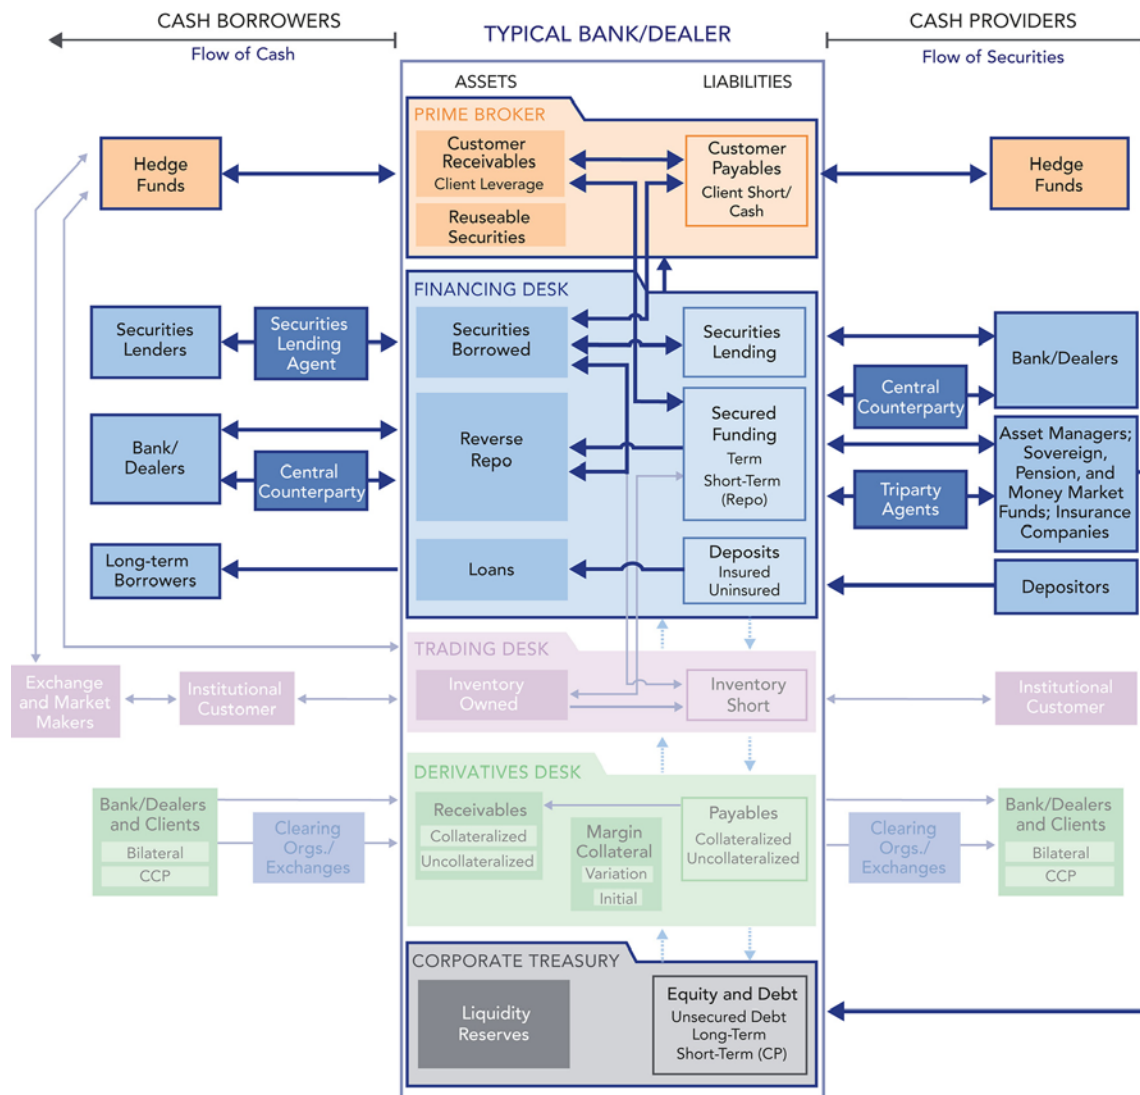 CASH BORROWERS
Flow of Cash
TYPICAL BANK/DEALER
CASH PROVIDERS
Flow of Securities
ASSETS
LIABILITIES
PRIME BROKER
Customer
Receivables
Client Leverage
Reuseable
Securities
Customer
Payables
Client Short/
Cash
Hedge
Funds
Hedge
Funds
FINANCING DESK
Securities
Lenders
Securities
Lending
Agent
Securities
Borrowed
Securities
Lending
Bank/Dealers
Central
Counterparty
Bank/
Dealers
Central
Counterparty
Reverse
Repo
Secured
Funding
Term
Short-Term
(Repo)
Triparty
Agents
Asset Managers;
Sovereign,
Pension, and
Money Market
Funds; Insurance
Companies
Long-term
Borrowers
Loans
Deposits
Insured
Uninsured
Depositors
TRADING DESK
Exchange
and Market
Makers
Institutional
Customer
Inventory
Owned
Inventory
Short
Institutional
Customer
DERIVATIVES DESK
Bank/Dealers
and Clients
Bilateral
CCP
Clearing
Orgs./
Exchanges
Receivables
Collateralized
Uncollateralized
Margin
Collateral
Variation
Initial
Payables
Collateralized
Uncollateralized
Clearing
Orgs./
Exchanges
Bank/Dealers
and Clients
Bilateral
CCP
CORPORATE TREASURY
Liquidity
Reserves
Equity and Debt
Unsecured Debt
Long-Term
Short-Term (CP)